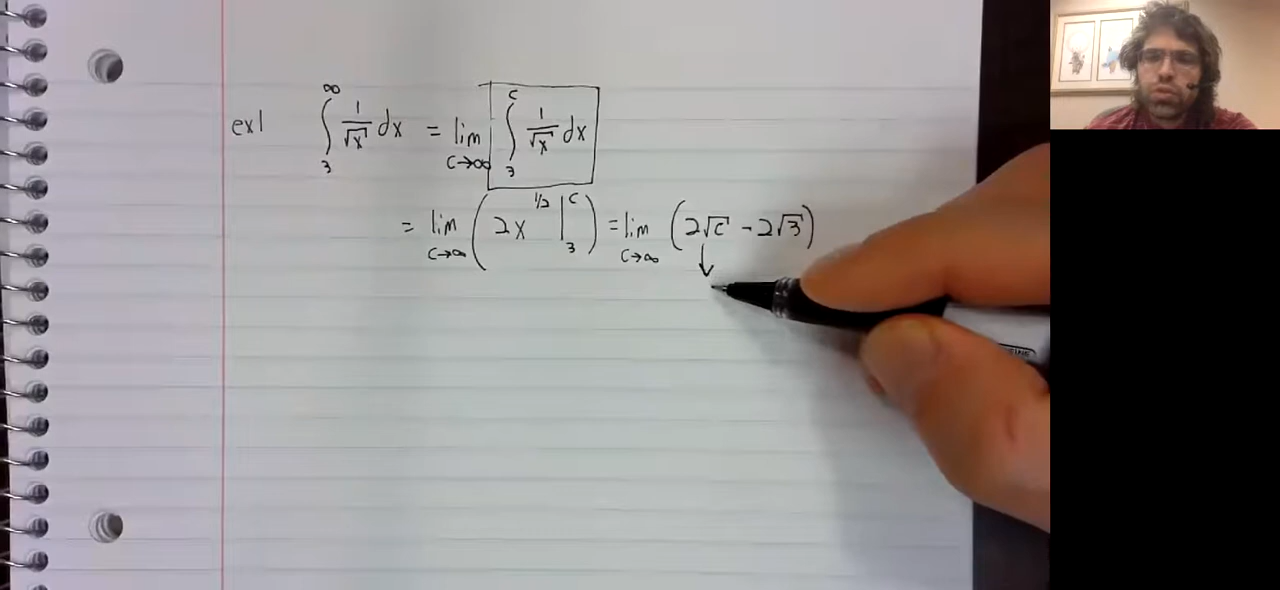 ex1 ∫₃^∞ 1/√x dx = lim_{c→∞} ∫₃^c 1/√x dx
= lim_{c→∞} (2x^{1/2} |₃^c) = lim_{c→∞} (2√c - 2√3)
↓